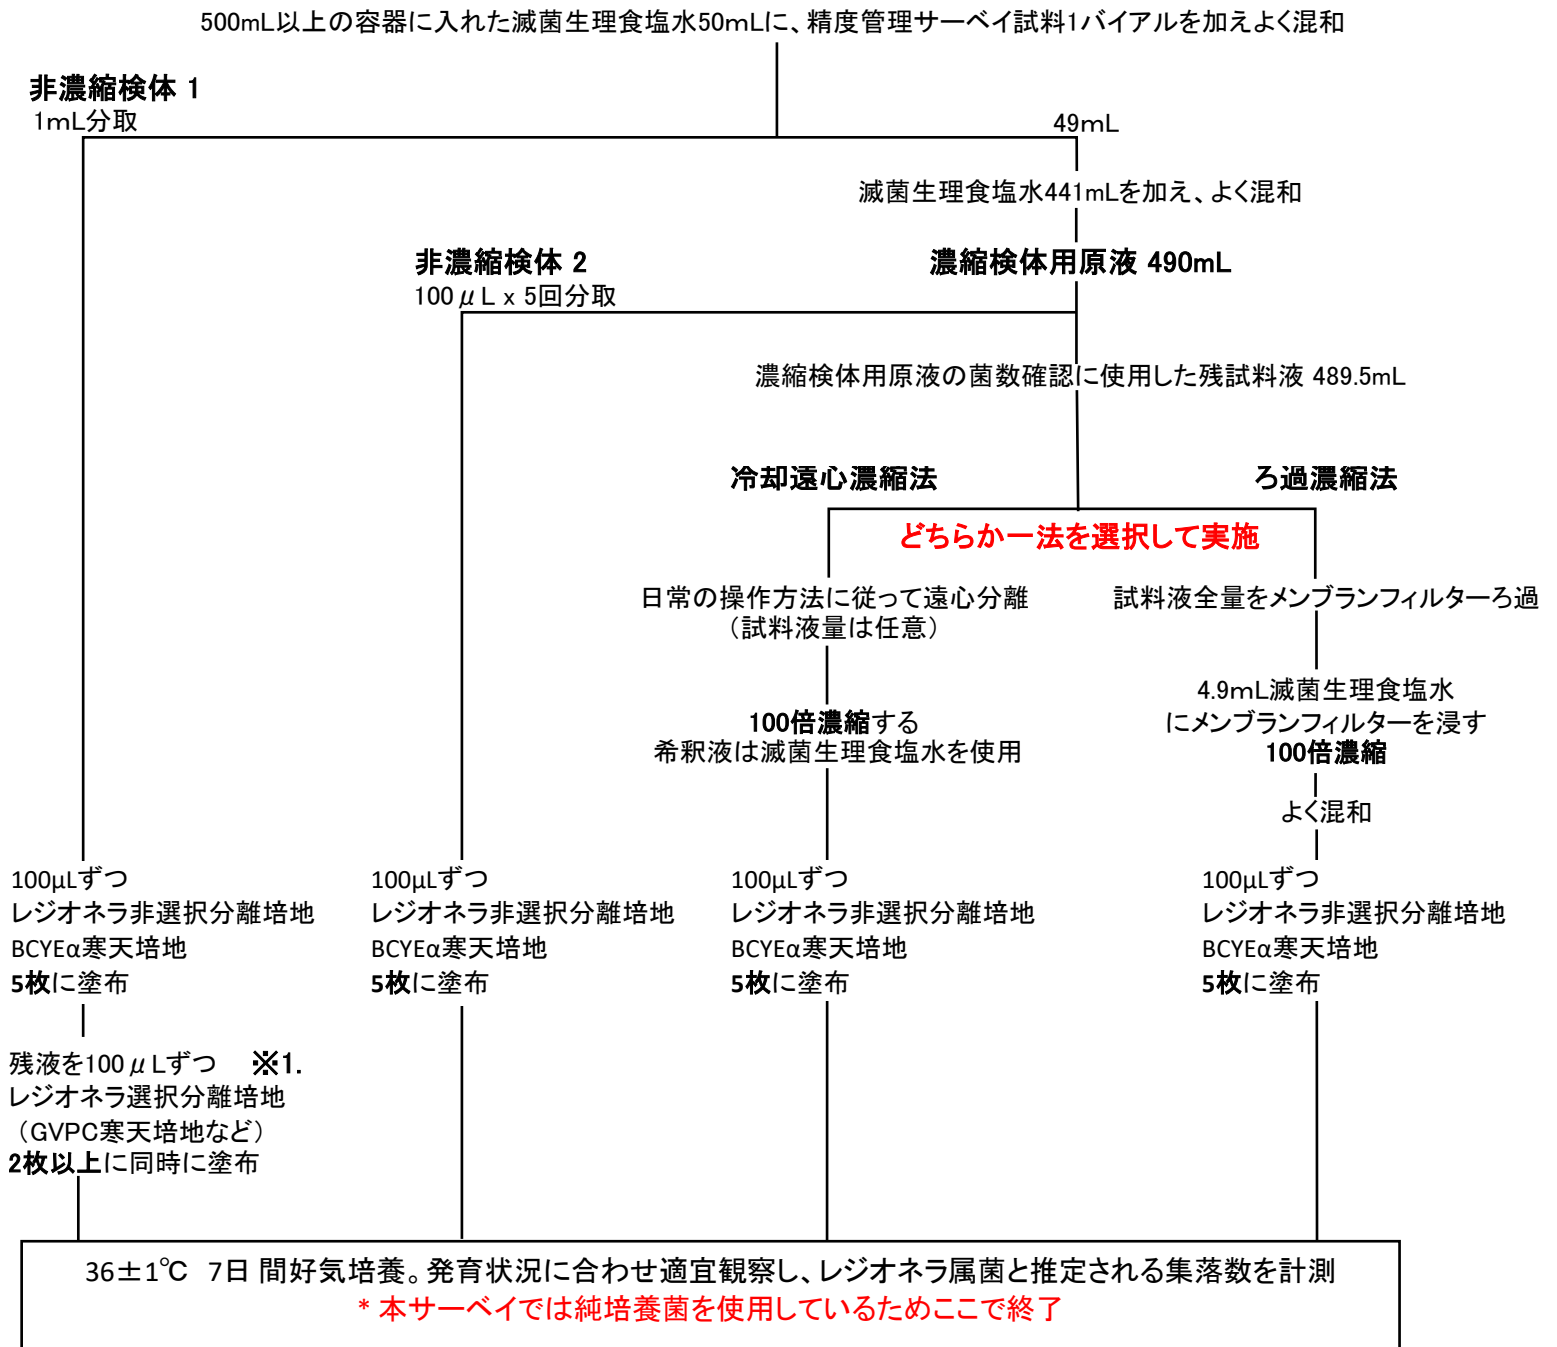 500mL以上の容器に入れた滅菌生理食塩水50mLに、精度管理サーベイ試料1バイアルを加えよく混和
非濃縮検体 1
1mL分取
49mL
滅菌生理食塩水441mLを加え、よく混和
非濃縮検体 2
100μL x 5回分取
濃縮検体用原液 490mL
濃縮検体用原液の菌数確認に使用した残試料液 489.5mL
冷却遠心濃縮法
ろ過濃縮法
どちらか一法を選択して実施
日常の操作方法に従って遠心分離
（試料液量は任意）
試料液全量をメンブランフィルターろ過
100倍濃縮する
希釈液は滅菌生理食塩水を使用
4.9mL滅菌生理食塩水
にメンブランフィルターを浸す
100倍濃縮
よく混和
100μLずつ
レジオネラ非選択分離培地
BCYEα寒天培地
5枚に塗布
100μLずつ
レジオネラ非選択分離培地
BCYEα寒天培地
5枚に塗布
100μLずつ
レジオネラ非選択分離培地
BCYEα寒天培地
5枚に塗布
100μLずつ
レジオネラ非選択分離培地
BCYEα寒天培地
5枚に塗布
残液を100μLずつ ※1.
レジオネラ選択分離培地
（GVPC寒天培地など）
2枚以上に同時に塗布
36±1℃ 7日間好気培養。発育状況に合わせ適宜観察し、レジオネラ属菌と推定される集落数を計測
* 本サーベイでは純培養菌を使用しているためここで終了